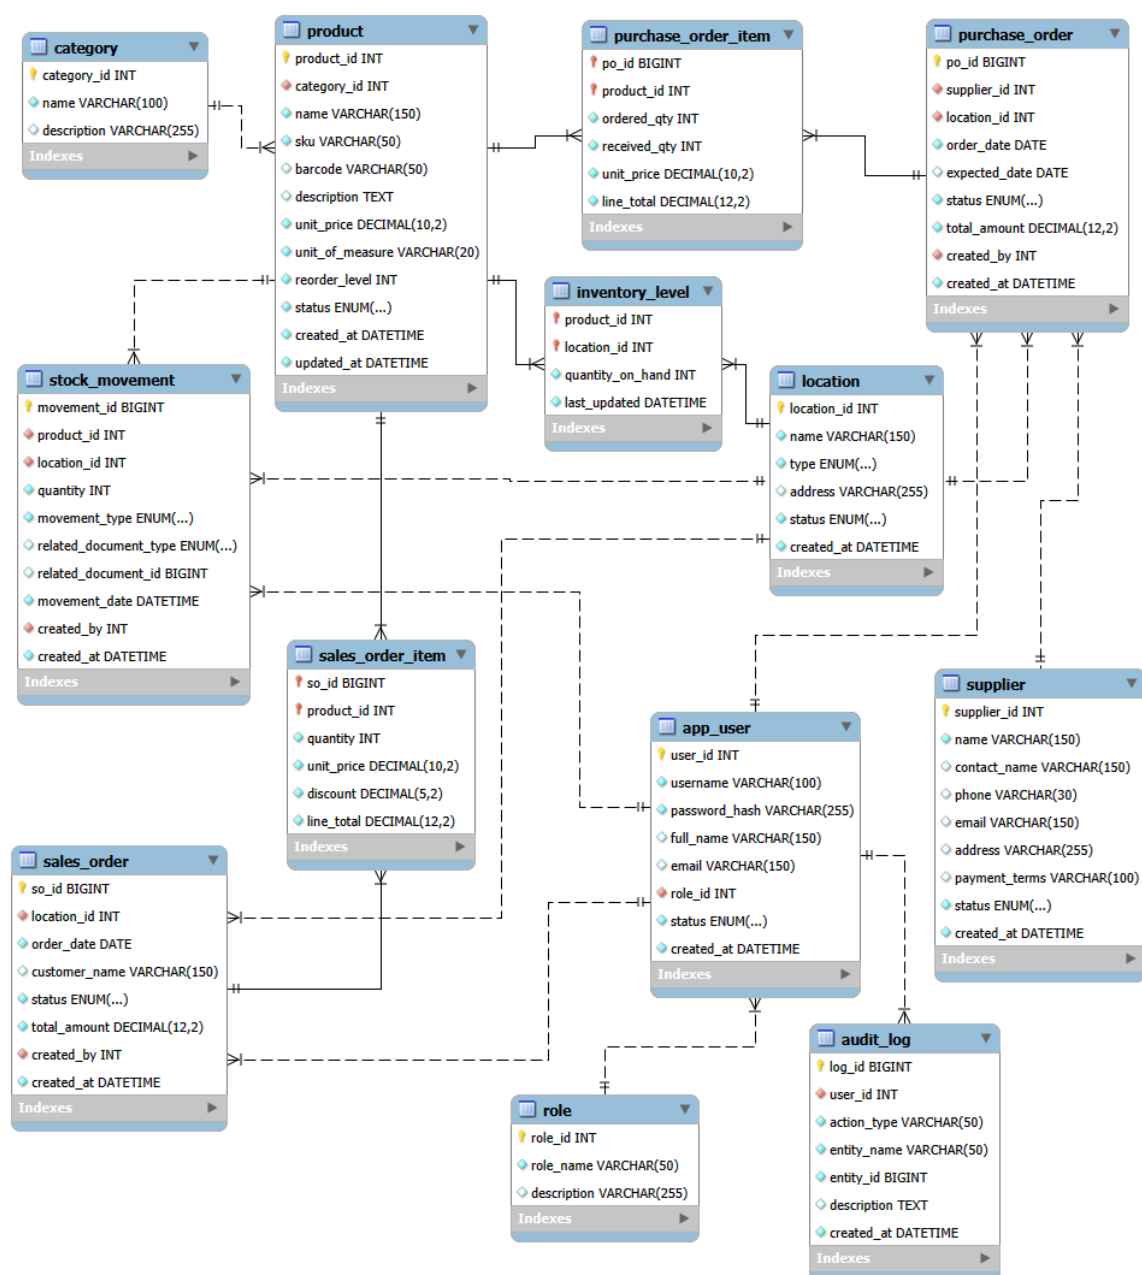 category
category_id INT
name VARCHAR(100)
description VARCHAR(255)
Indexes
product
product_id INT
category_id INT
name VARCHAR(150)
sku VARCHAR(50)
barcode VARCHAR(50)
description TEXT
unit_price DECIMAL(10,2)
unit_of_measure VARCHAR(20)
reorder_level INT
status ENUM(...)
created_at DATETIME
updated_at DATETIME
Indexes
purchase_order_item
po_id BIGINT
product_id INT
ordered_qty INT
received_qty INT
unit_price DECIMAL(10,2)
line_total DECIMAL(12,2)
Indexes
purchase_order
po_id BIGINT
supplier_id INT
location_id INT
order_date DATE
expected_date DATE
status ENUM(...)
total_amount DECIMAL(12,2)
created_by INT
created_at DATETIME
Indexes
inventory_level
product_id INT
location_id INT
quantity_on_hand INT
last_updated DATETIME
Indexes
stock_movement
movement_id BIGINT
product_id INT
location_id INT
quantity INT
movement_type ENUM(...)
related_document_type ENUM(...)
related_document_id BIGINT
movement_date DATETIME
created_by INT
created_at DATETIME
Indexes
location
location_id INT
name VARCHAR(150)
type ENUM(...)
address VARCHAR(255)
status ENUM(...)
created_at DATETIME
Indexes
sales_order_item
so_id BIGINT
product_id INT
quantity INT
unit_price DECIMAL(10,2)
discount DECIMAL(5,2)
line_total DECIMAL(12,2)
Indexes
supplier
supplier_id INT
name VARCHAR(150)
contact_name VARCHAR(150)
phone VARCHAR(30)
email VARCHAR(150)
address VARCHAR(255)
payment_terms VARCHAR(100)
status ENUM(...)
created_at DATETIME
Indexes
app_user
user_id INT
username VARCHAR(100)
password_hash VARCHAR(255)
full_name VARCHAR(150)
email VARCHAR(150)
role_id INT
status ENUM(...)
created_at DATETIME
Indexes
sales_order
so_id BIGINT
location_id INT
order_date DATE
customer_name VARCHAR(150)
status ENUM(...)
total_amount DECIMAL(12,2)
created_by INT
created_at DATETIME
Indexes
role
role_id INT
role_name VARCHAR(50)
description VARCHAR(255)
Indexes
audit_log
log_id BIGINT
user_id INT
action_type VARCHAR(50)
entity_name VARCHAR(50)
entity_id BIGINT
description TEXT
created_at DATETIME
Indexes